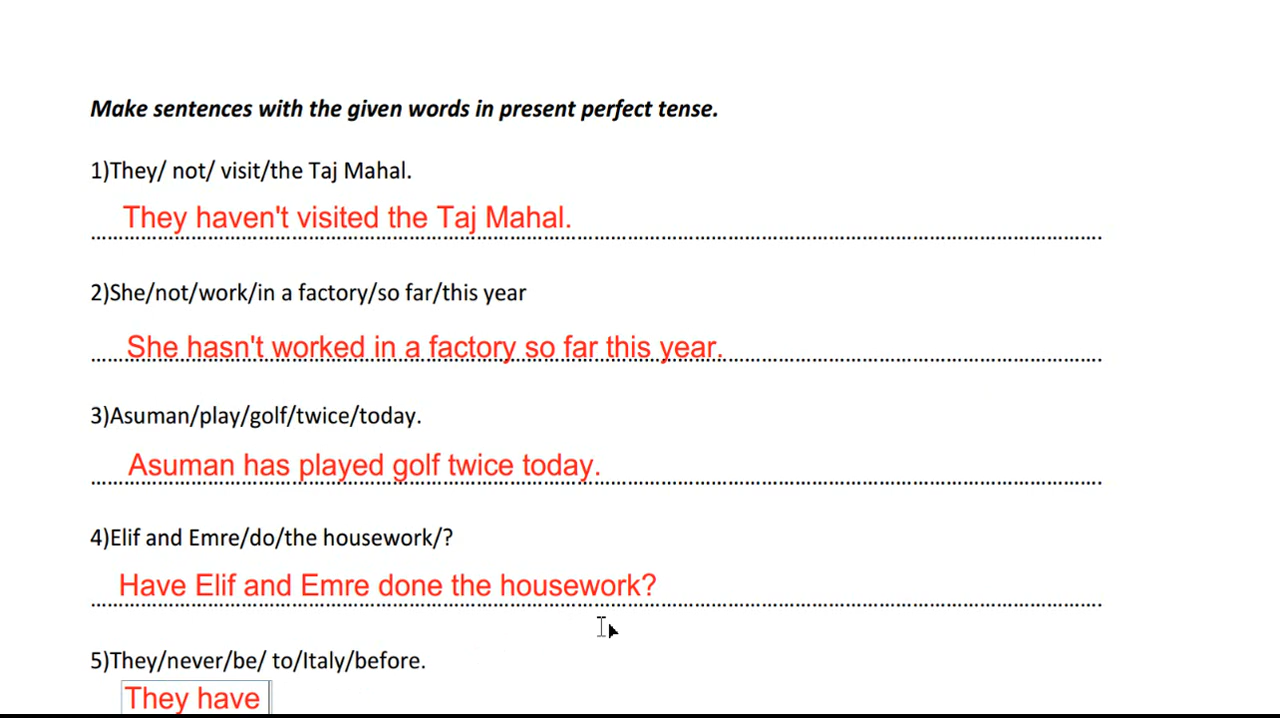 Make sentences with the given words in present perfect tense.
1)They/ not/ visit/the Taj Mahal.
They haven't visited the Taj Mahal.
2)She/not/work/in a factory/so far/this year
She hasn't worked in a factory so far this year.
3)Asuman/play/golf/twice/today.
Asuman has played golf twice today.
4)Elif and Emre/do/the housework/?
Have Elif and Emre done the housework?
5)They/never/be/ to/Italy/before.
They have